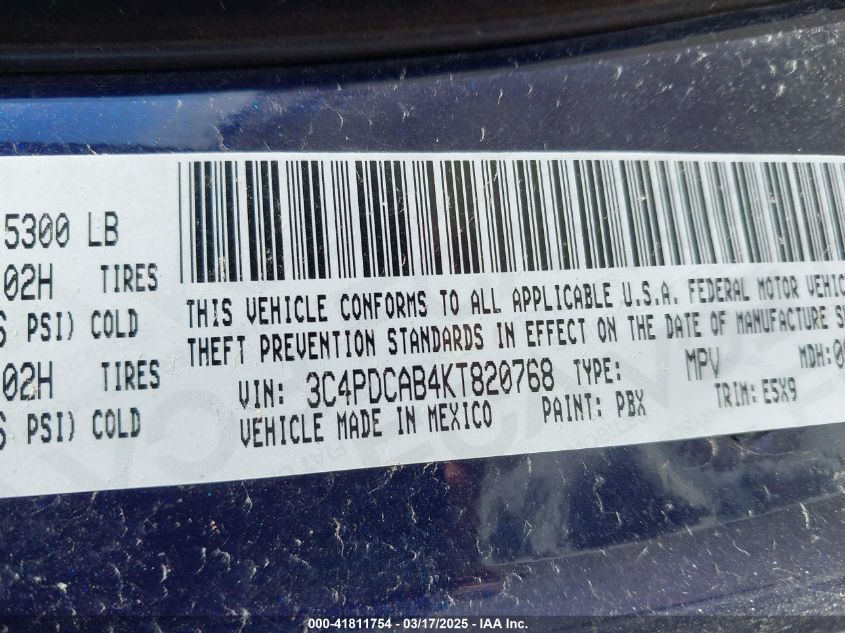 5300 LB
02H TIRES
PSI) COLD
02H TIRES
PSI) COLD
THIS VEHICLE CONFORMS TO ALL APPLICABLE U.S.A. FEDERAL MOTOR VEHIC
THEFT PREVENTION STANDARDS IN EFFECT ON THE DATE OF MANUFACTURE S
VIN: 3C4PDCAB4KT820768 TYPE: MPV MDH:0
VEHICLE MADE IN MEXICO PAINT: PBX TRIM: E5X9
000-41811754 - 03/17/2025 - IAA Inc.